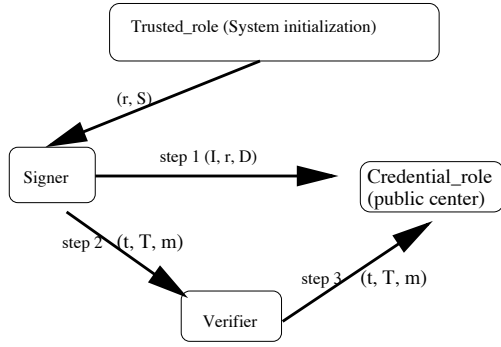 Trusted_role (System initialization)
(r, S)
step 1 (I, r, D)
Signer
Credential_role
(public center)
step 2 (t, T, m)
step 3 (t, T, m)
Verifier